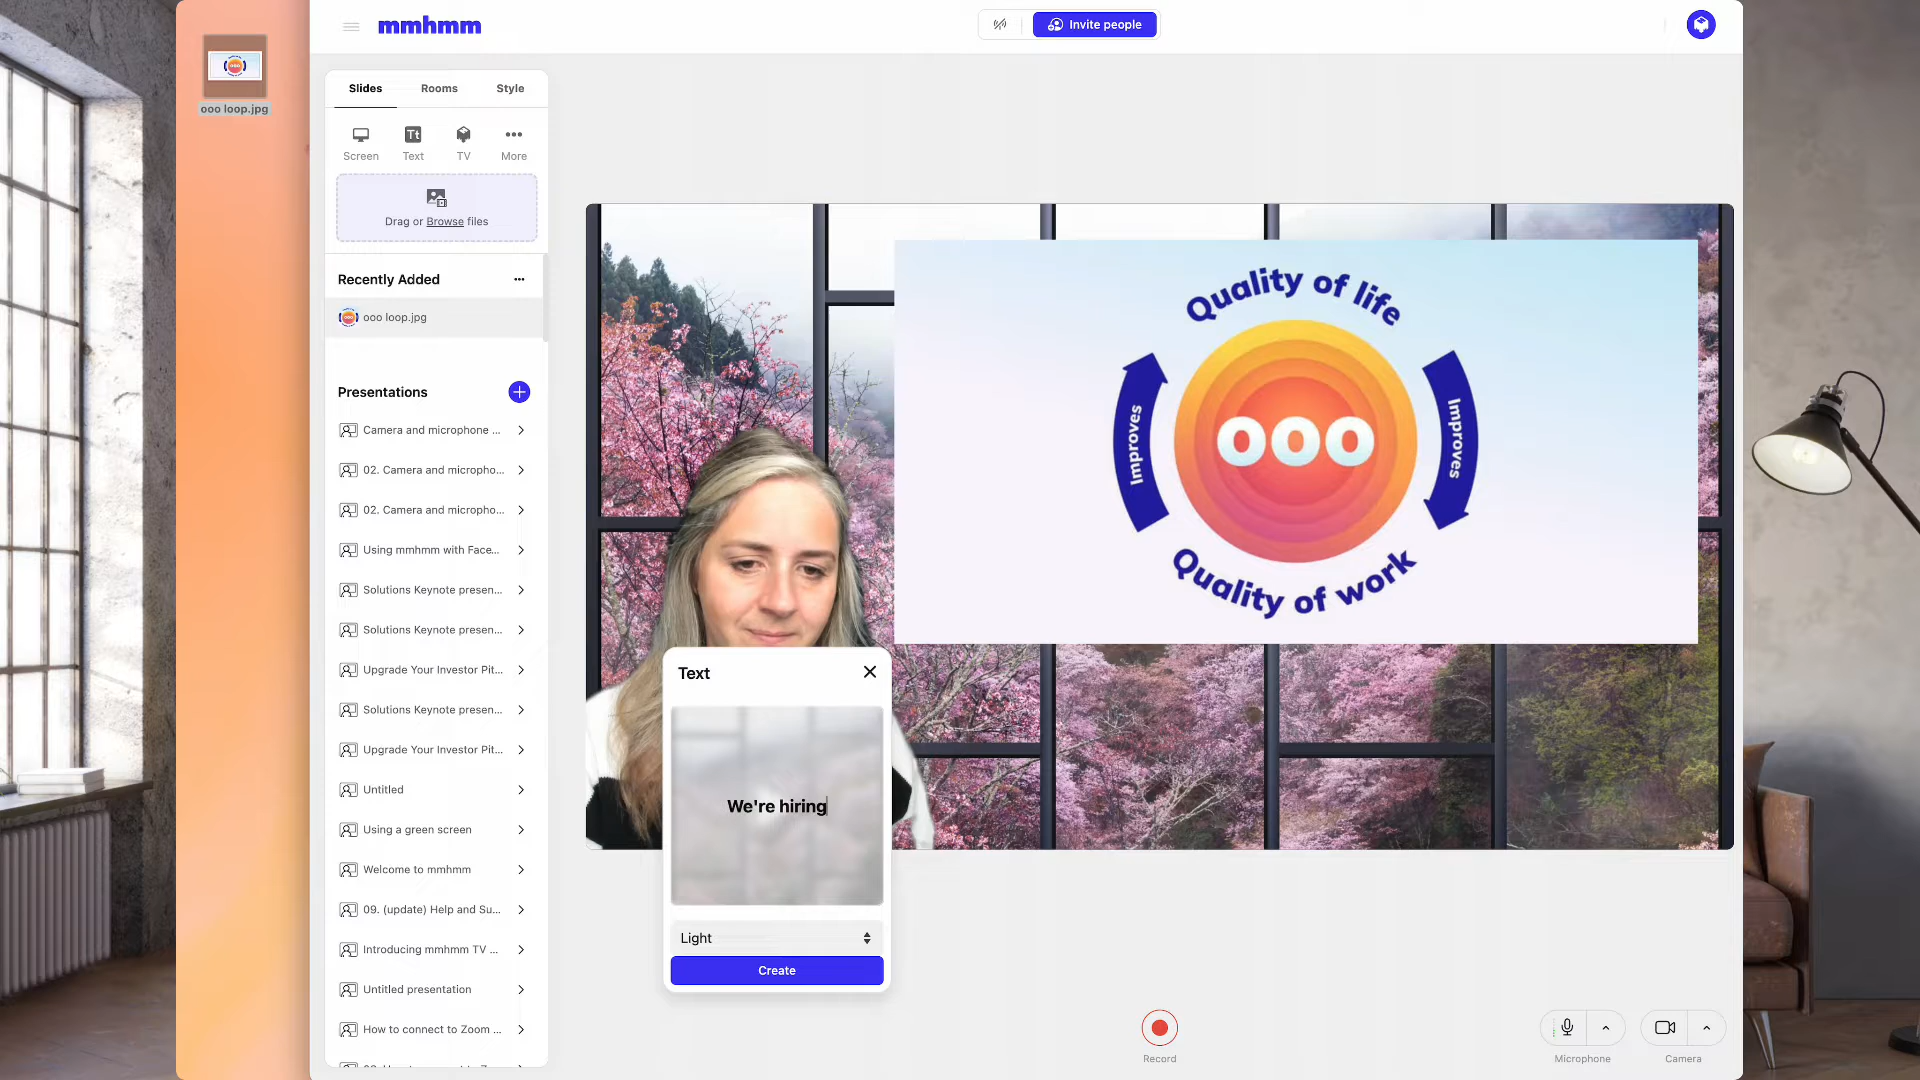 mmhmm
Invite people
ooo loop.jpg
Slides
Rooms
Style
Tt
Screen
Text
TV
More
Drag or Browse files
Recently Added
ooo loop.jpg
Presentations
Camera and microphone ...
02. Camera and micropho...
02. Camera and micropho...
Using mmhmm with Face...
Solutions Keynote presen...
Solutions Keynote presen...
Upgrade Your Investor Pit...
Solutions Keynote presen...
Upgrade Your Investor Pit...
Untitled
Using a green screen
Welcome to mmhmm
09. (update) Help and Su...
Introducing mmhmm TV ...
Untitled presentation
How to connect to Zoom ...
Quality of life
Improves
OOO
Improves
Quality of work
Text
We're hiring
Light
Create
Record
Microphone
Camera